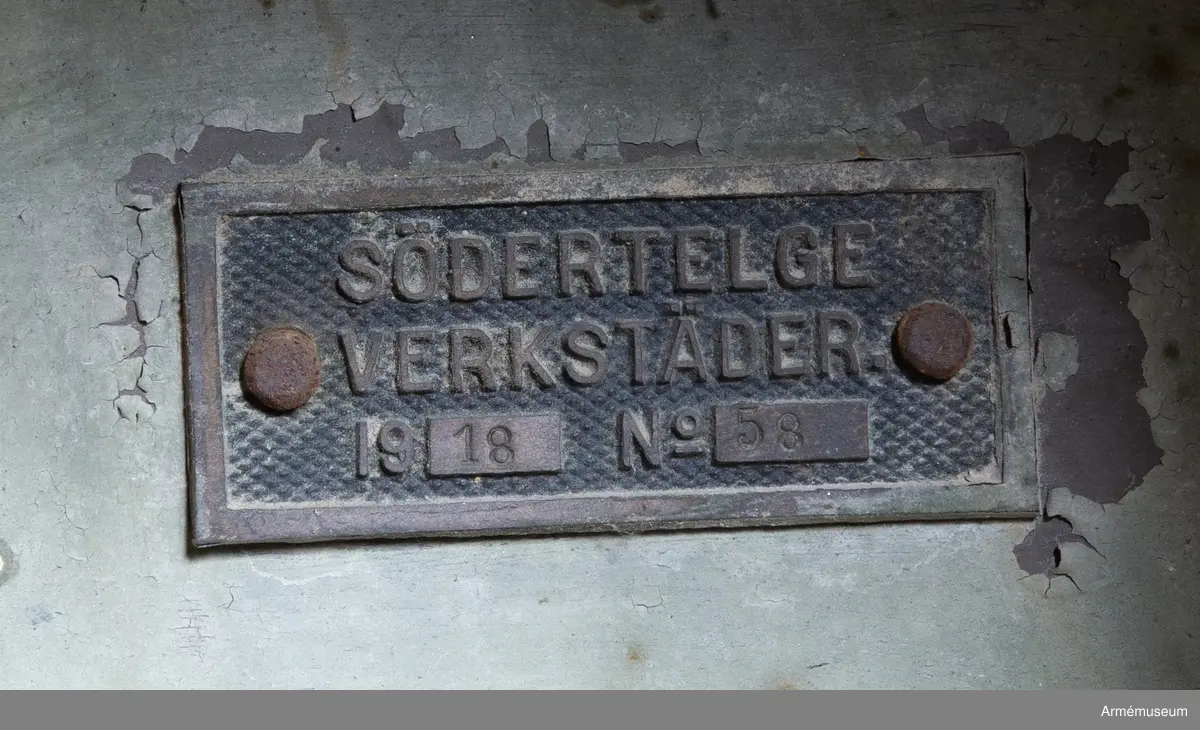 SÖDERTELGE
VERKSTÄDER.
1918 Nº 58
Armémuseum